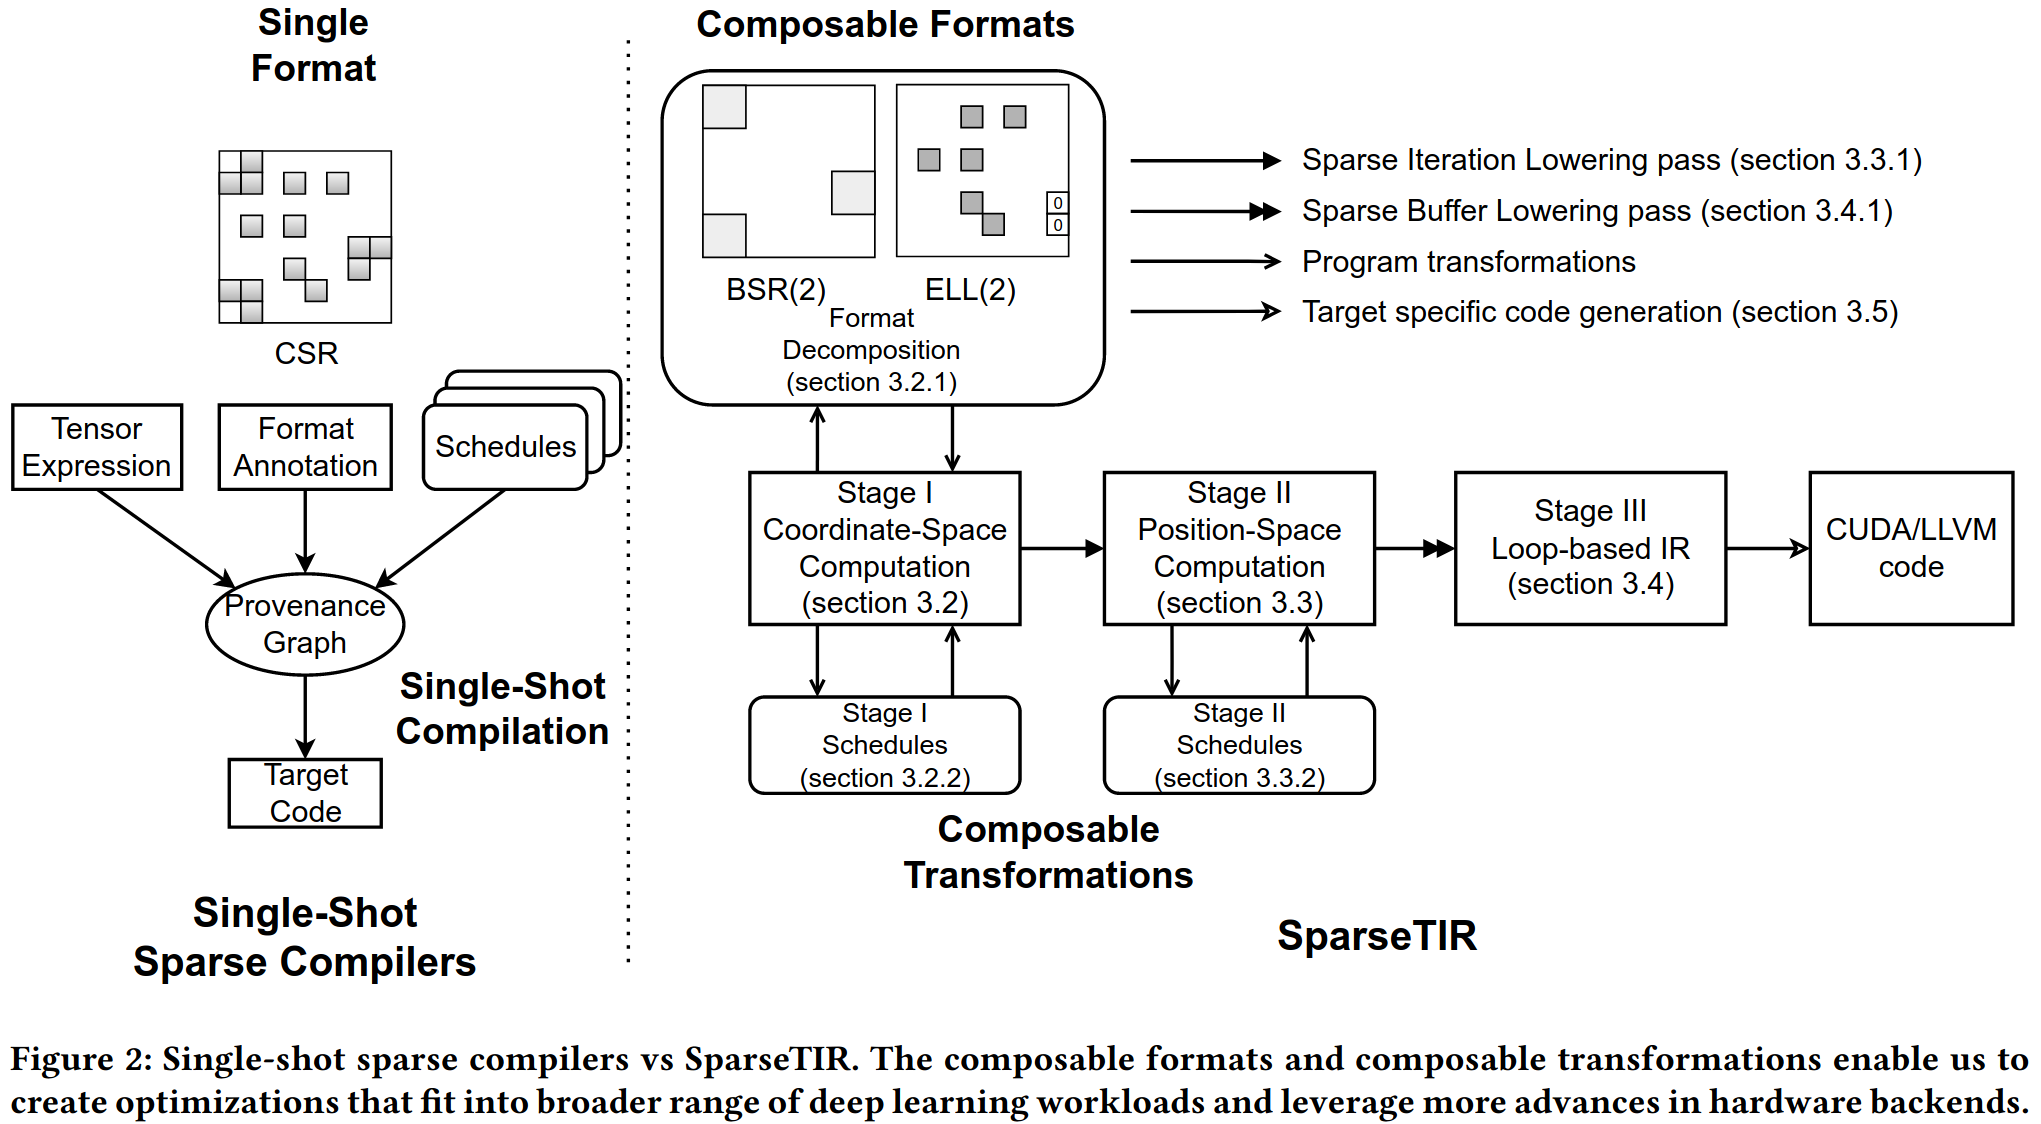 Single
Format
CSR
Tensor
Expression
Format
Annotation
Schedules
Provenance
Graph
Single-Shot
Compilation
Target
Code
Single-Shot
Sparse Compilers
Composable Formats
0
0
BSR(2)
ELL(2)
Format
Decomposition
(section 3.2.1)
Sparse Iteration Lowering pass (section 3.3.1)
Sparse Buffer Lowering pass (section 3.4.1)
Program transformations
Target specific code generation (section 3.5)
Stage I
Coordinate-Space
Computation
(section 3.2)
Stage II
Position-Space
Computation
(section 3.3)
Stage III
Loop-based IR
(section 3.4)
CUDA/LLVM
code
Stage I
Schedules
(section 3.2.2)
Stage II
Schedules
(section 3.3.2)
Composable
Transformations
SparseTIR
Figure 2: Single-shot sparse compilers vs SparseTIR. The composable formats and composable transformations enable us to
create optimizations that fit into broader range of deep learning workloads and leverage more advances in hardware backends.